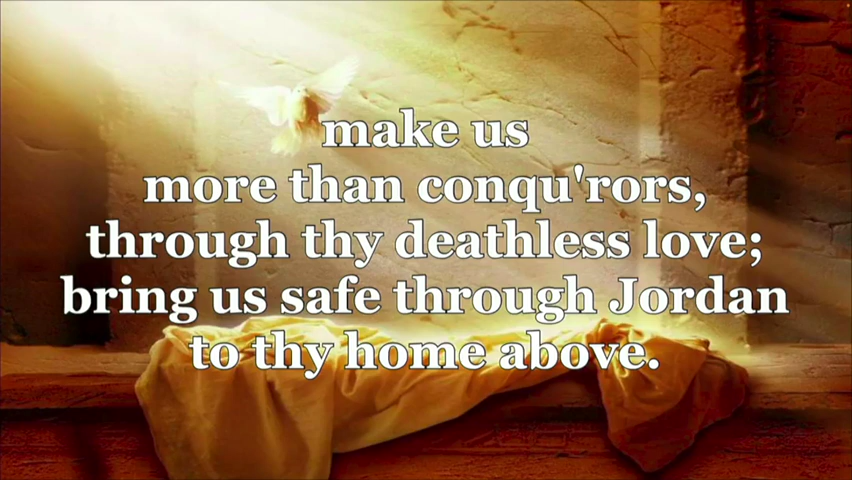 make us
more than conqu'rors,
through thy deathless love;
bring us safe through Jordan
to thy home above.